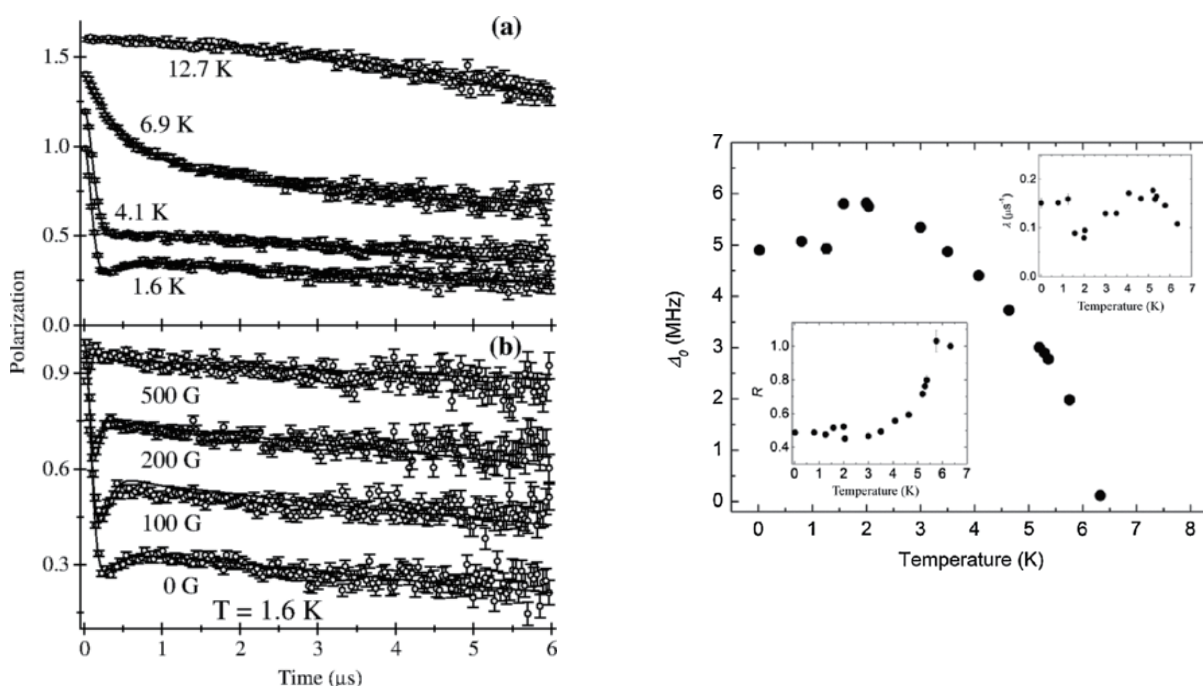 (a)
1.5
12.7 K
6.9 K
1.0
4.1 K
0.5
1.6 K
0.0
Polarization
(b)
0.9
500 G
200 G
0.6
100 G
0.3
0 G
T = 1.6 K
0 1 2 3 4 5 6
Time (μs)
7
6
5
4
3
2
1
0
Δ₀ (MHz)
0.2
0.1
0.0
λ (μs⁻¹)
0 1 2 3 4 5 6 7
Temperature (K)
1.0
0.8
0.6
0.4
R
0 1 2 3 4 5 6 7
Temperature (K)
0 1 2 3 4 5 6 7 8
Temperature (K)